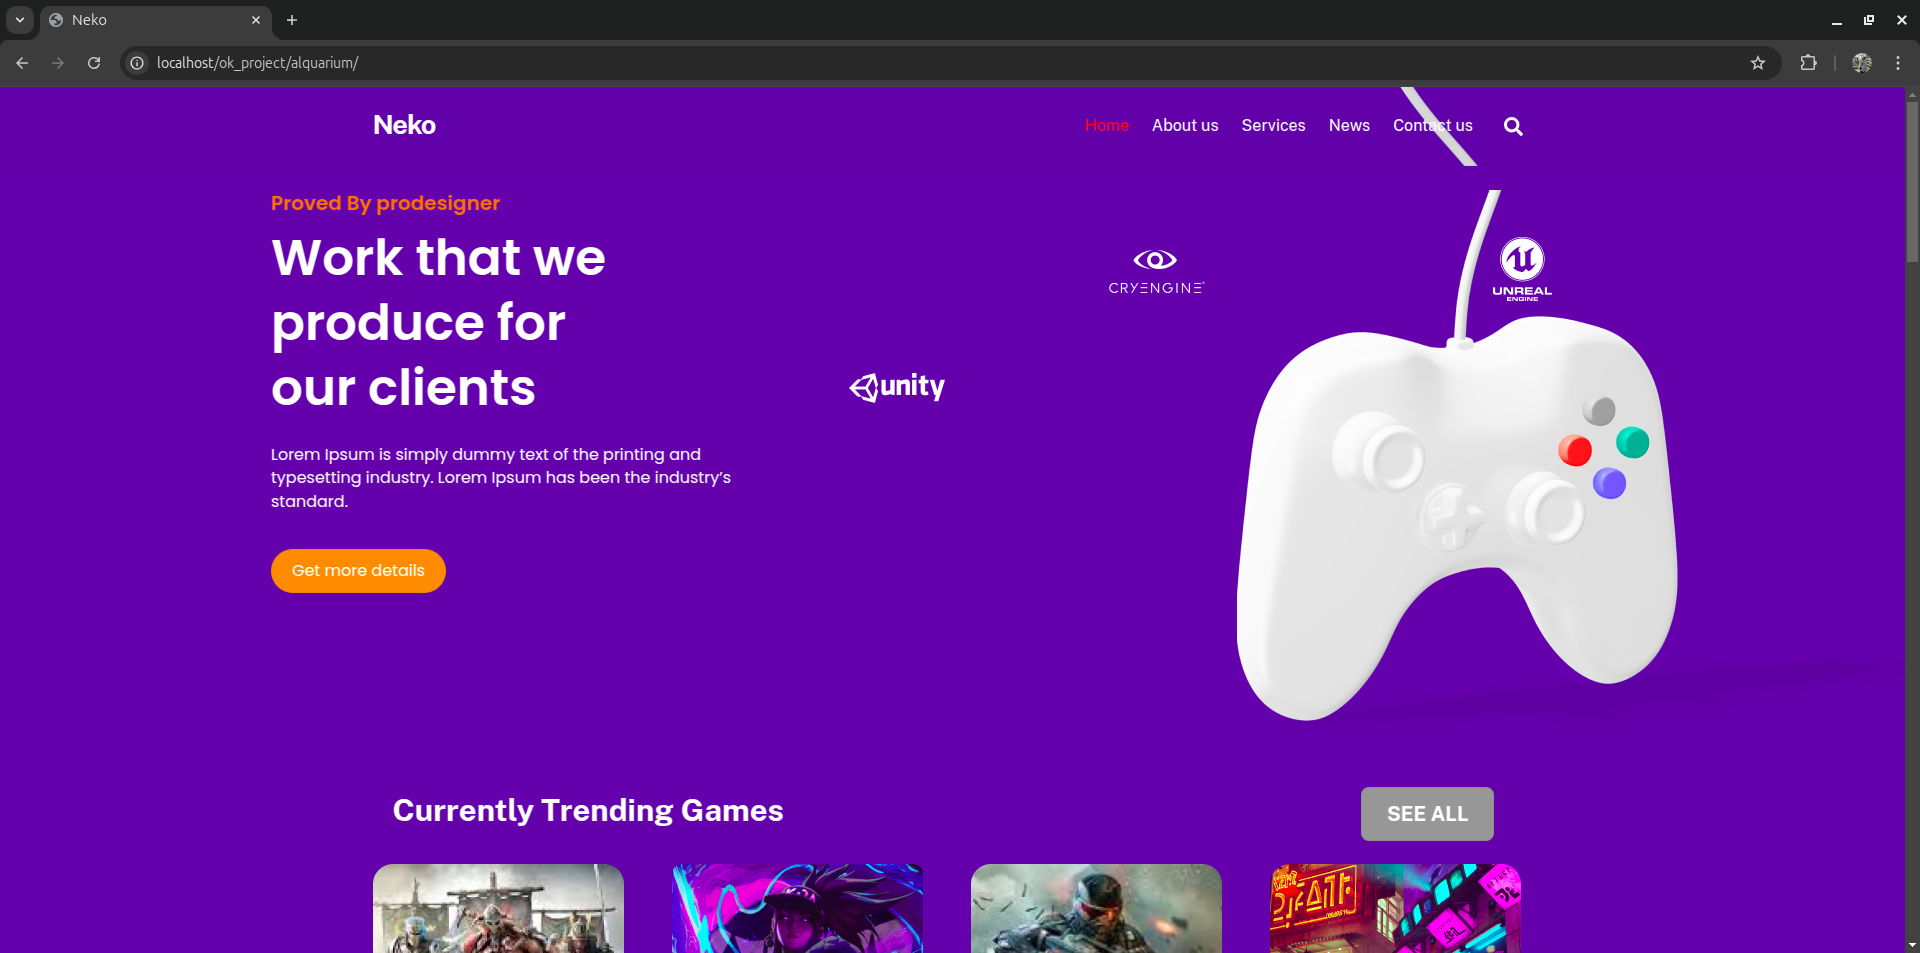 Neko
localhost/ok_project/alquarium/
Neko
Home About us Services News Contact us
Proved By prodesigner
Work that we
produce for
our clients
CRYENGINE
UNREAL
ENGINE
unity
Lorem Ipsum is simply dummy text of the printing and
typesetting industry. Lorem Ipsum has been the industry’s
standard.
Get more details
Currently Trending Games
SEE ALL